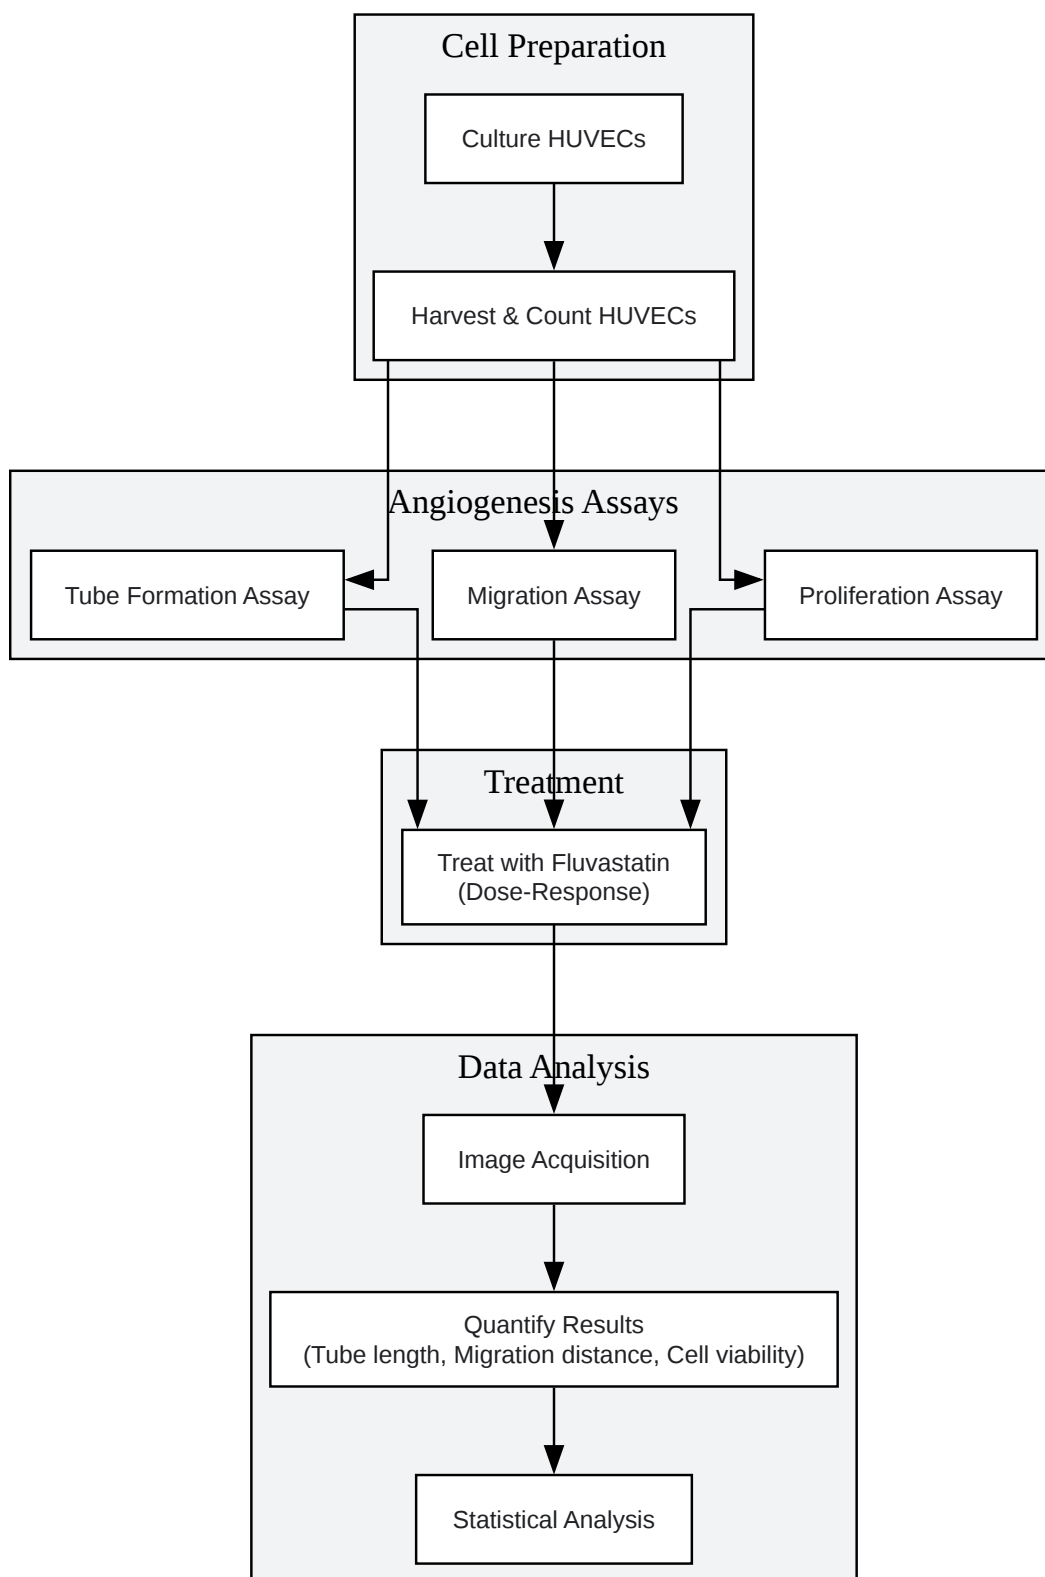 Cell Preparation
Culture HUVECs
Harvest & Count HUVECs
Angiogenesis Assays
Tube Formation Assay
Migration Assay
Proliferation Assay
Treatment
Treat with Fluvastatin
(Dose-Response)
Data Analysis
Image Acquisition
Quantify Results
(Tube length, Migration distance, Cell viability)
Statistical Analysis